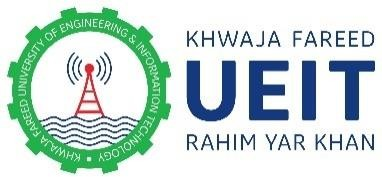 KHWAJA FAREED UNIVERSITY OF ENGINEERING & INFORMATION TECHNOLOGY
KHWAJA FAREED
UEIT
RAHIM YAR KHAN